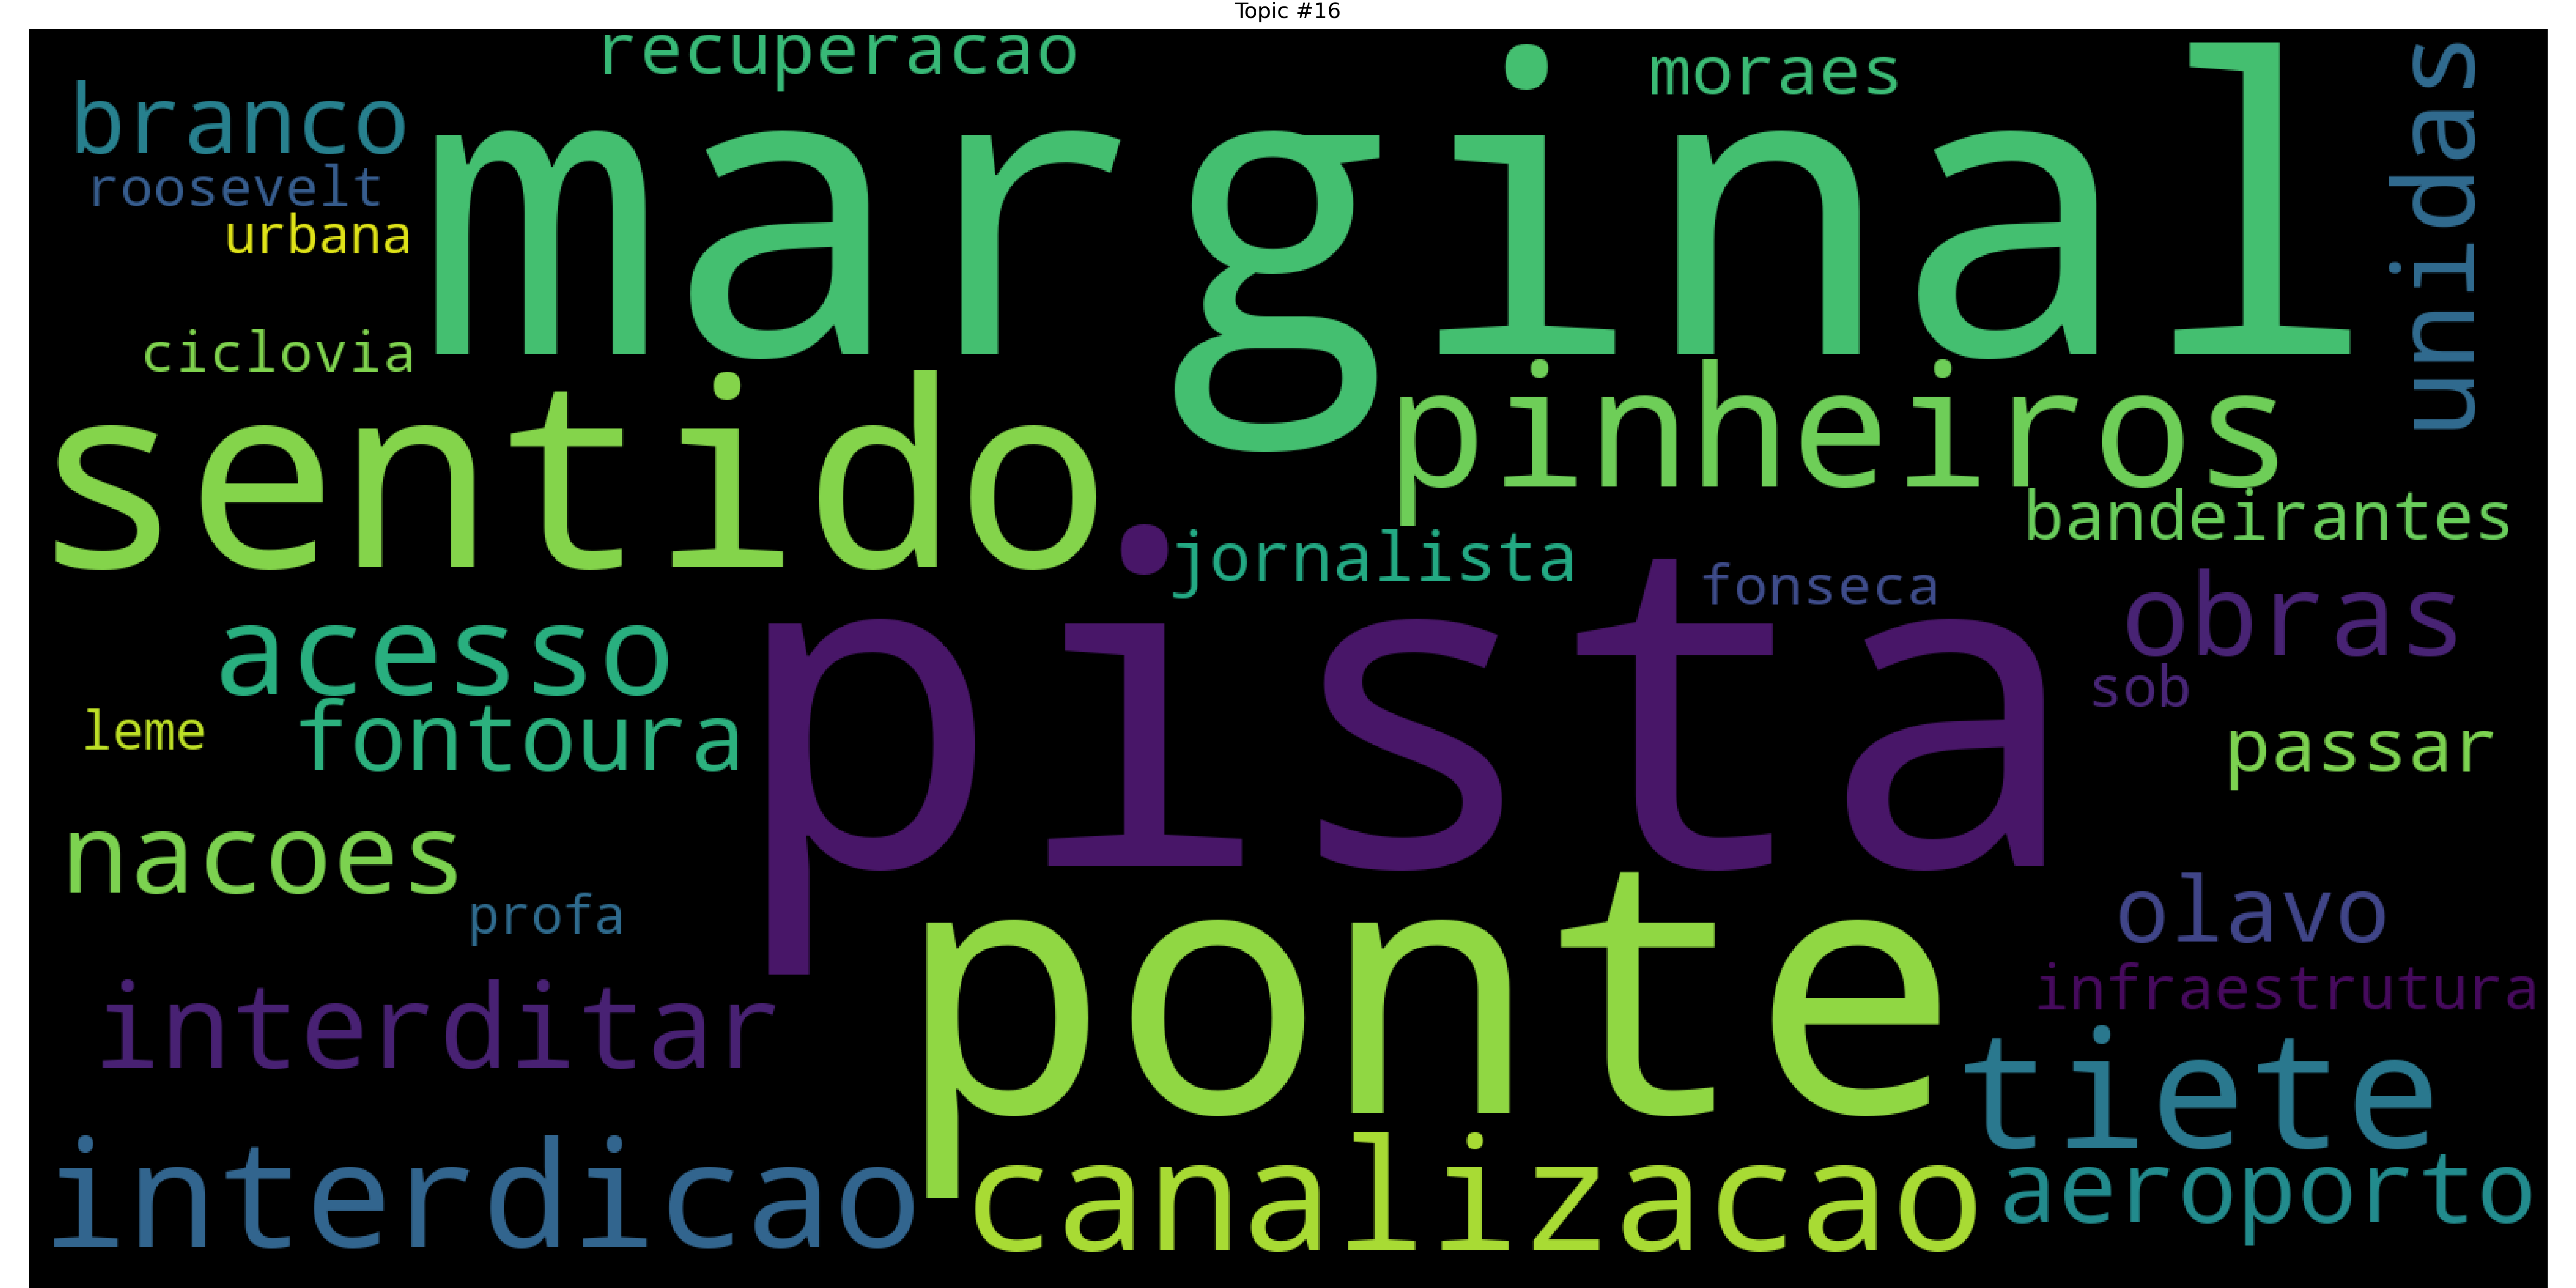 Topic #16
recuperacao
moraes
unidas
branco
marginal
roosevelt
urbana
ciclovia
sentido
pinheiros
bandeirantes
jornalista
fonseca
obras
acesso
pista
sob
leme
fontoura
passar
nacoes
profa
ponte
olavo
interditar
infraestrutura
tiete
interdicao
canalizacao
aeroporto